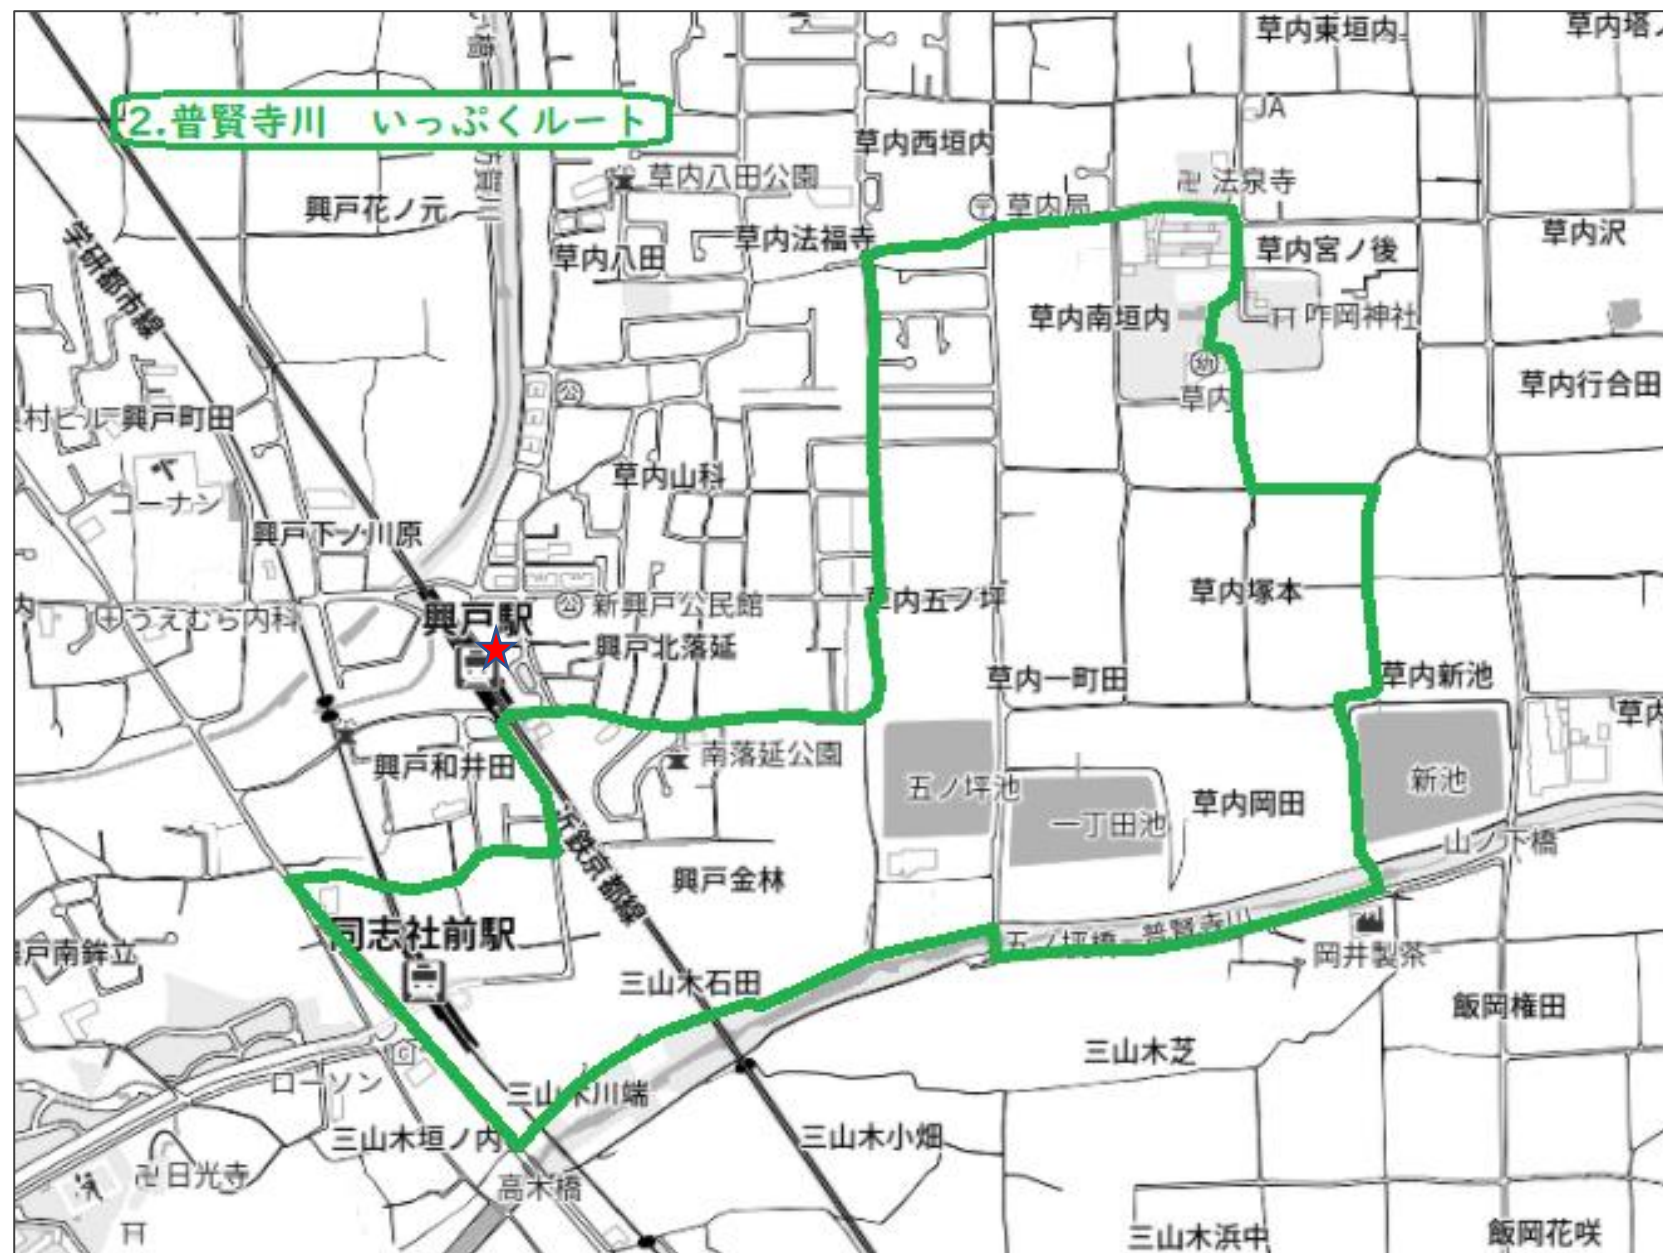 草内東垣内
2.普賢寺川　いっぷくルート
JA
草内西垣内
草内八田公園
卍 法泉寺
興戸花ノ元
草内局
草内沢
草内法福寺
草内宮ノ後
草内八田
学研都市線
草内南垣内
咋岡神社
幼
公
草内
草内行合田
興戸町田
草内山科
コーナン
興戸下ノ川原
草内塚本
草内五ノ坪
公 新興戸公民館
興戸駅
うえむら内科
興戸北落延
草内一町田
草内新池
南落延公園
興戸和井田
新池
五ノ坪池
草内岡田
一丁田池
近鉄京都線
山ノ下橋
興戸金林
同志社前駅
五ノ坪橋
普賢寺川
戸南鉾立
岡井製茶
三山木石田
飯岡権田
三山木芝
ローソン
三山木川端
三山木垣ノ内
三山木小畑
卍日光寺
高木橋
三山木浜中
飯岡花咲